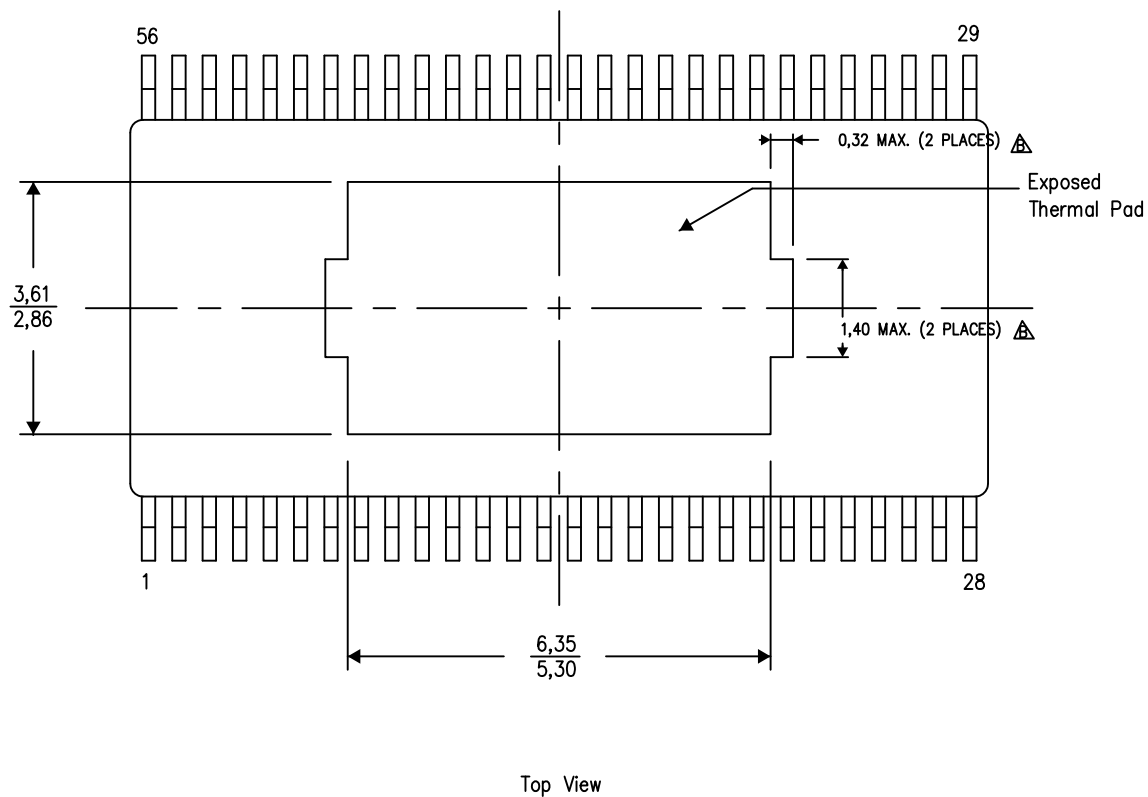 56
29
0,32 MAX. (2 PLACES) B
Exposed
Thermal Pad
3,61
2,86
1,40 MAX. (2 PLACES) B
1
28
6,35
5,30
Top View